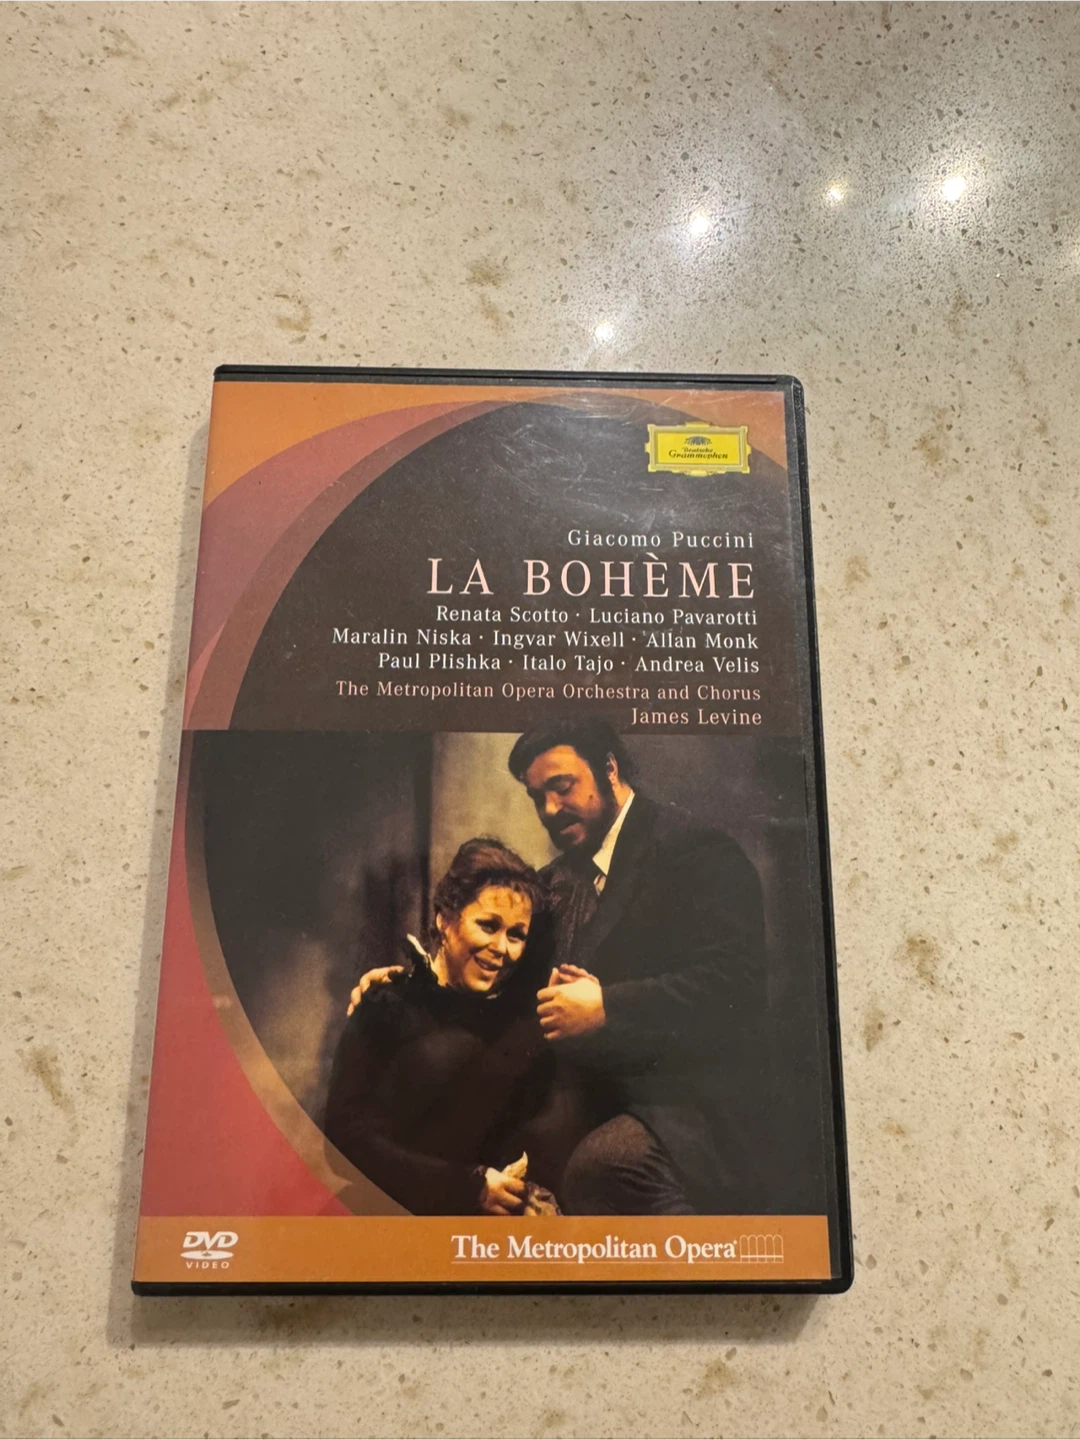 Deutsche
Grammophon
Giacomo Puccini
LA BOHÈME
Renata Scotto · Luciano Pavarotti
Maralin Niska · Ingvar Wixell · Allan Monk
Paul Plishka · Italo Tajo · Andrea Velis
The Metropolitan Opera Orchestra and Chorus
James Levine
DVD
VIDEO
The Metropolitan Opera®